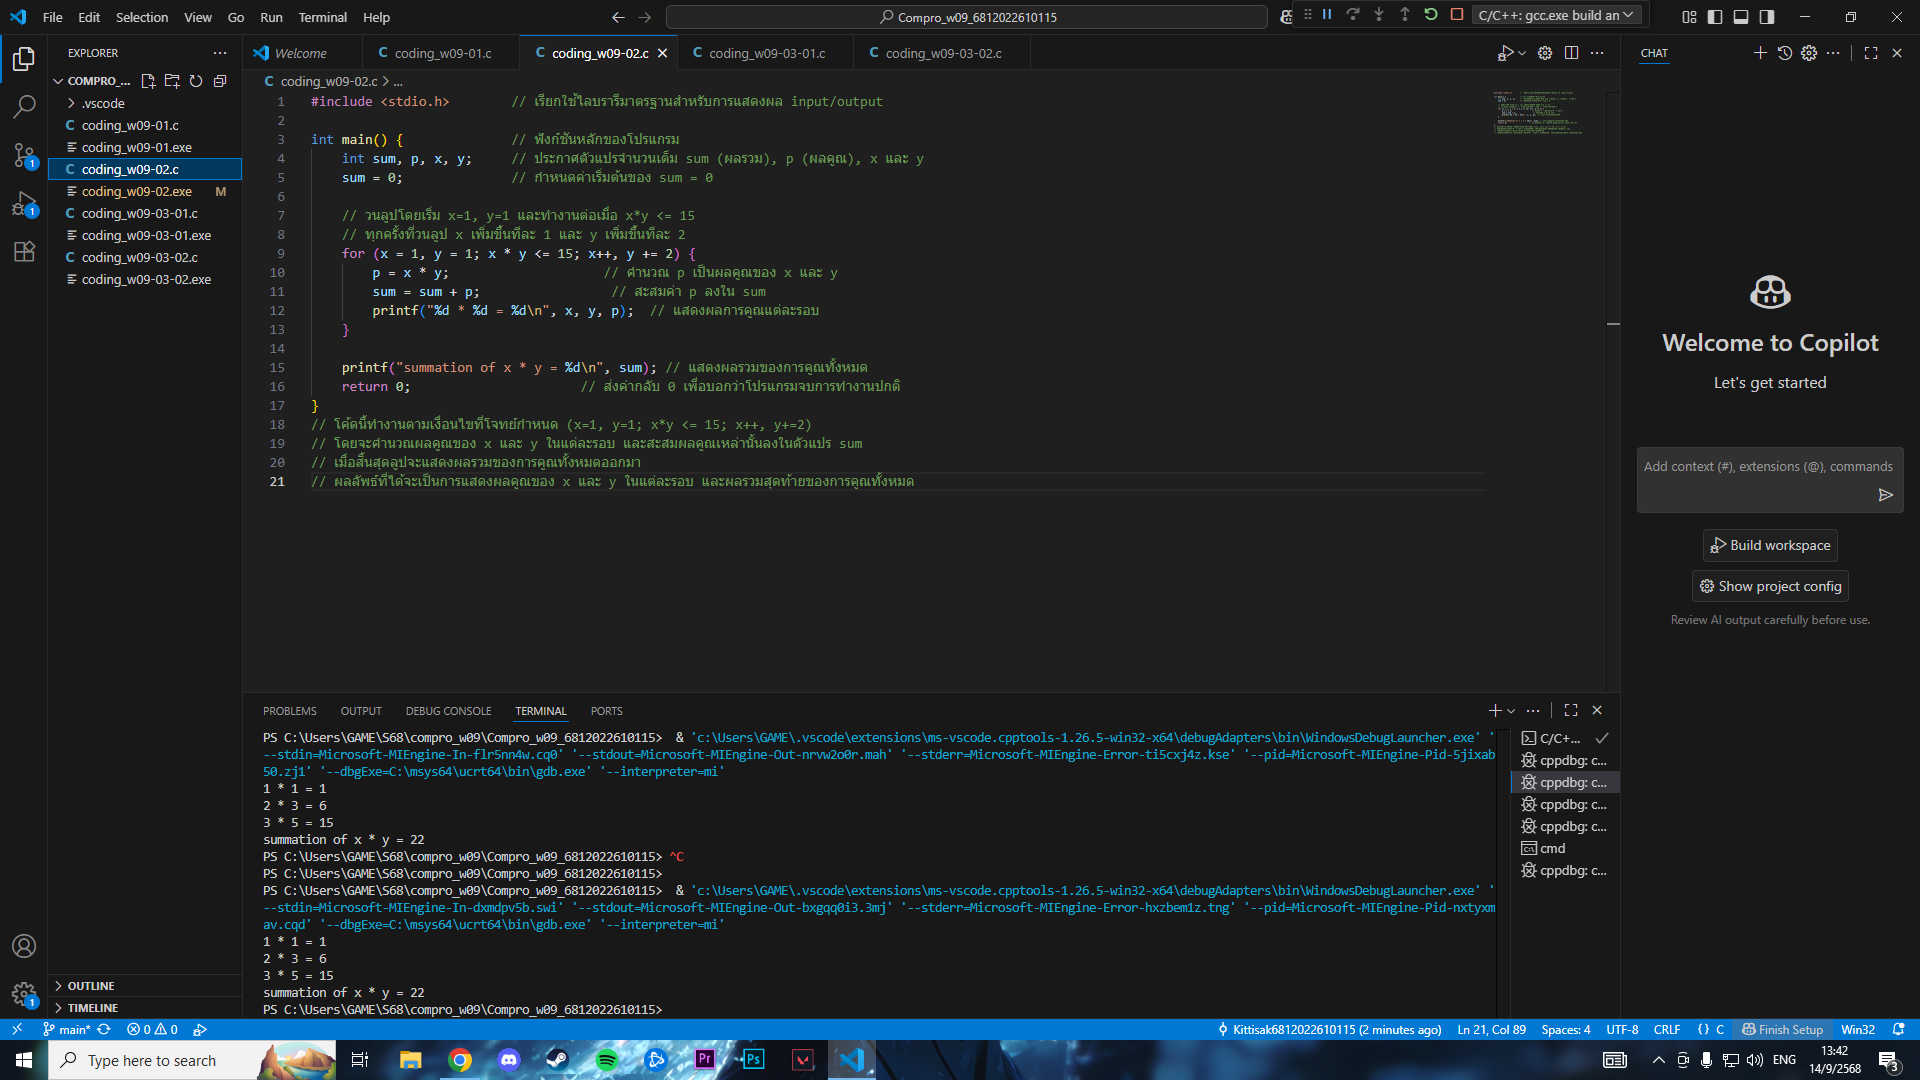 File Edit Selection View Go Run Terminal Help
Compro_w09_6812022610115
C/C++: gcc.exe build an
EXPLORER
COMPRO_...
.vscode
coding_w09-01.c
coding_w09-01.exe
coding_w09-02.c
coding_w09-02.exe M
coding_w09-03-01.c
coding_w09-03-01.exe
coding_w09-03-02.c
coding_w09-03-02.exe
OUTLINE
TIMELINE
Welcome
coding_w09-01.c
coding_w09-02.c
coding_w09-03-01.c
coding_w09-03-02.c
coding_w09-02.c > ...
1 #include <stdio.h> // เรียกใช้ไลบรารีมาตรฐานสำหรับการแสดงผล input/output
2
3 int main() { // ฟังก์ชันหลักของโปรแกรม
4 int sum, p, x, y; // ประกาศตัวแปรจำนวนเต็ม sum (ผลรวม), p (ผลคูณ), x และ y
5 sum = 0; // กำหนดค่าเริ่มต้นของ sum = 0
6
7 // วนลูปโดยเริ่ม x=1, y=1 และทำงานต่อเมื่อ x*y <= 15
8 // ทุกครั้งที่วนลูป x เพิ่มขึ้นทีละ 1 และ y เพิ่มขึ้นทีละ 2
9 for (x = 1, y = 1; x * y <= 15; x++, y += 2) {
10 p = x * y; // คำนวณ p เป็นผลคูณของ x และ y
11 sum = sum + p; // สะสมค่า p ลงใน sum
12 printf("%d * %d = %d\n", x, y, p); // แสดงผลการคูณแต่ละรอบ
13 }
14
15 printf("summation of x * y = %d\n", sum); // แสดงผลรวมของการคูณทั้งหมด
16 return 0; // ส่งค่ากลับ 0 เพื่อบอกว่าโปรแกรมจบการทำงานปกติ
17 }
18 // โค้ดนี้ทำงานตามเงื่อนไขที่โจทย์กำหนด (x=1, y=1; x*y <= 15; x++, y+=2)
19 // โดยจะคำนวณผลคูณของ x และ y ในแต่ละรอบ และสะสมผลคูณเหล่านั้นลงในตัวแปร sum
20 // เมื่อสิ้นสุดลูปจะแสดงผลรวมของการคูณทั้งหมดออกมา
21 // ผลลัพธ์ที่ได้จะเป็นการแสดงผลคูณของ x และ y ในแต่ละรอบ และผลรวมสุดท้ายของการคูณทั้งหมด
PROBLEMS OUTPUT DEBUG CONSOLE TERMINAL PORTS
PS C:\Users\GAME\S68\compro_w09\Compro_w09_6812022610115> & 'c:\Users\GAME\.vscode\extensions\ms-vscode.cpptools-1.26.5-win32-x64\debugAdapters\bin\WindowsDebugLauncher.exe' '
--stdin=Microsoft-MIEngine-In-flr5nn4w.cq0' '--stdout=Microsoft-MIEngine-Out-nrvw2o0r.mah' '--stderr=Microsoft-MIEngine-Error-ti5cxj4z.kse' '--pid=Microsoft-MIEngine-Pid-5jixab
50.zj1' '--dbgExe=C:\msys64\ucrt64\bin\gdb.exe' '--interpreter=mi'
1 * 1 = 1
2 * 3 = 6
3 * 5 = 15
summation of x * y = 22
PS C:\Users\GAME\S68\compro_w09\Compro_w09_6812022610115> ^C
PS C:\Users\GAME\S68\compro_w09\Compro_w09_6812022610115>
PS C:\Users\GAME\S68\compro_w09\Compro_w09_6812022610115> & 'c:\Users\GAME\.vscode\extensions\ms-vscode.cpptools-1.26.5-win32-x64\debugAdapters\bin\WindowsDebugLauncher.exe' '
--stdin=Microsoft-MIEngine-In-dxmdpv5b.swi' '--stdout=Microsoft-MIEngine-Out-bxgqq0i3.3mj' '--stderr=Microsoft-MIEngine-Error-hxzbem1z.tng' '--pid=Microsoft-MIEngine-Pid-nxtyxm
av.cqd' '--dbgExe=C:\msys64\ucrt64\bin\gdb.exe' '--interpreter=mi'
1 * 1 = 1
2 * 3 = 6
3 * 5 = 15
summation of x * y = 22
PS C:\Users\GAME\S68\compro_w09\Compro_w09_6812022610115>
C/C+...
cppdbg: c...
cppdbg: c...
cppdbg: c...
cppdbg: c...
cmd
cppdbg: c...
CHAT
Welcome to Copilot
Let's get started
Add context (#), extensions (@), commands
Build workspace
Show project config
Review AI output carefully before use.
main* 0 0
Kittisak6812022610115 (2 minutes ago) Ln 21, Col 89 Spaces: 4 UTF-8 CRLF {} C Finish Setup Win32
Type here to search
Pr
Ps
ENG
13:42
14/9/2568
3